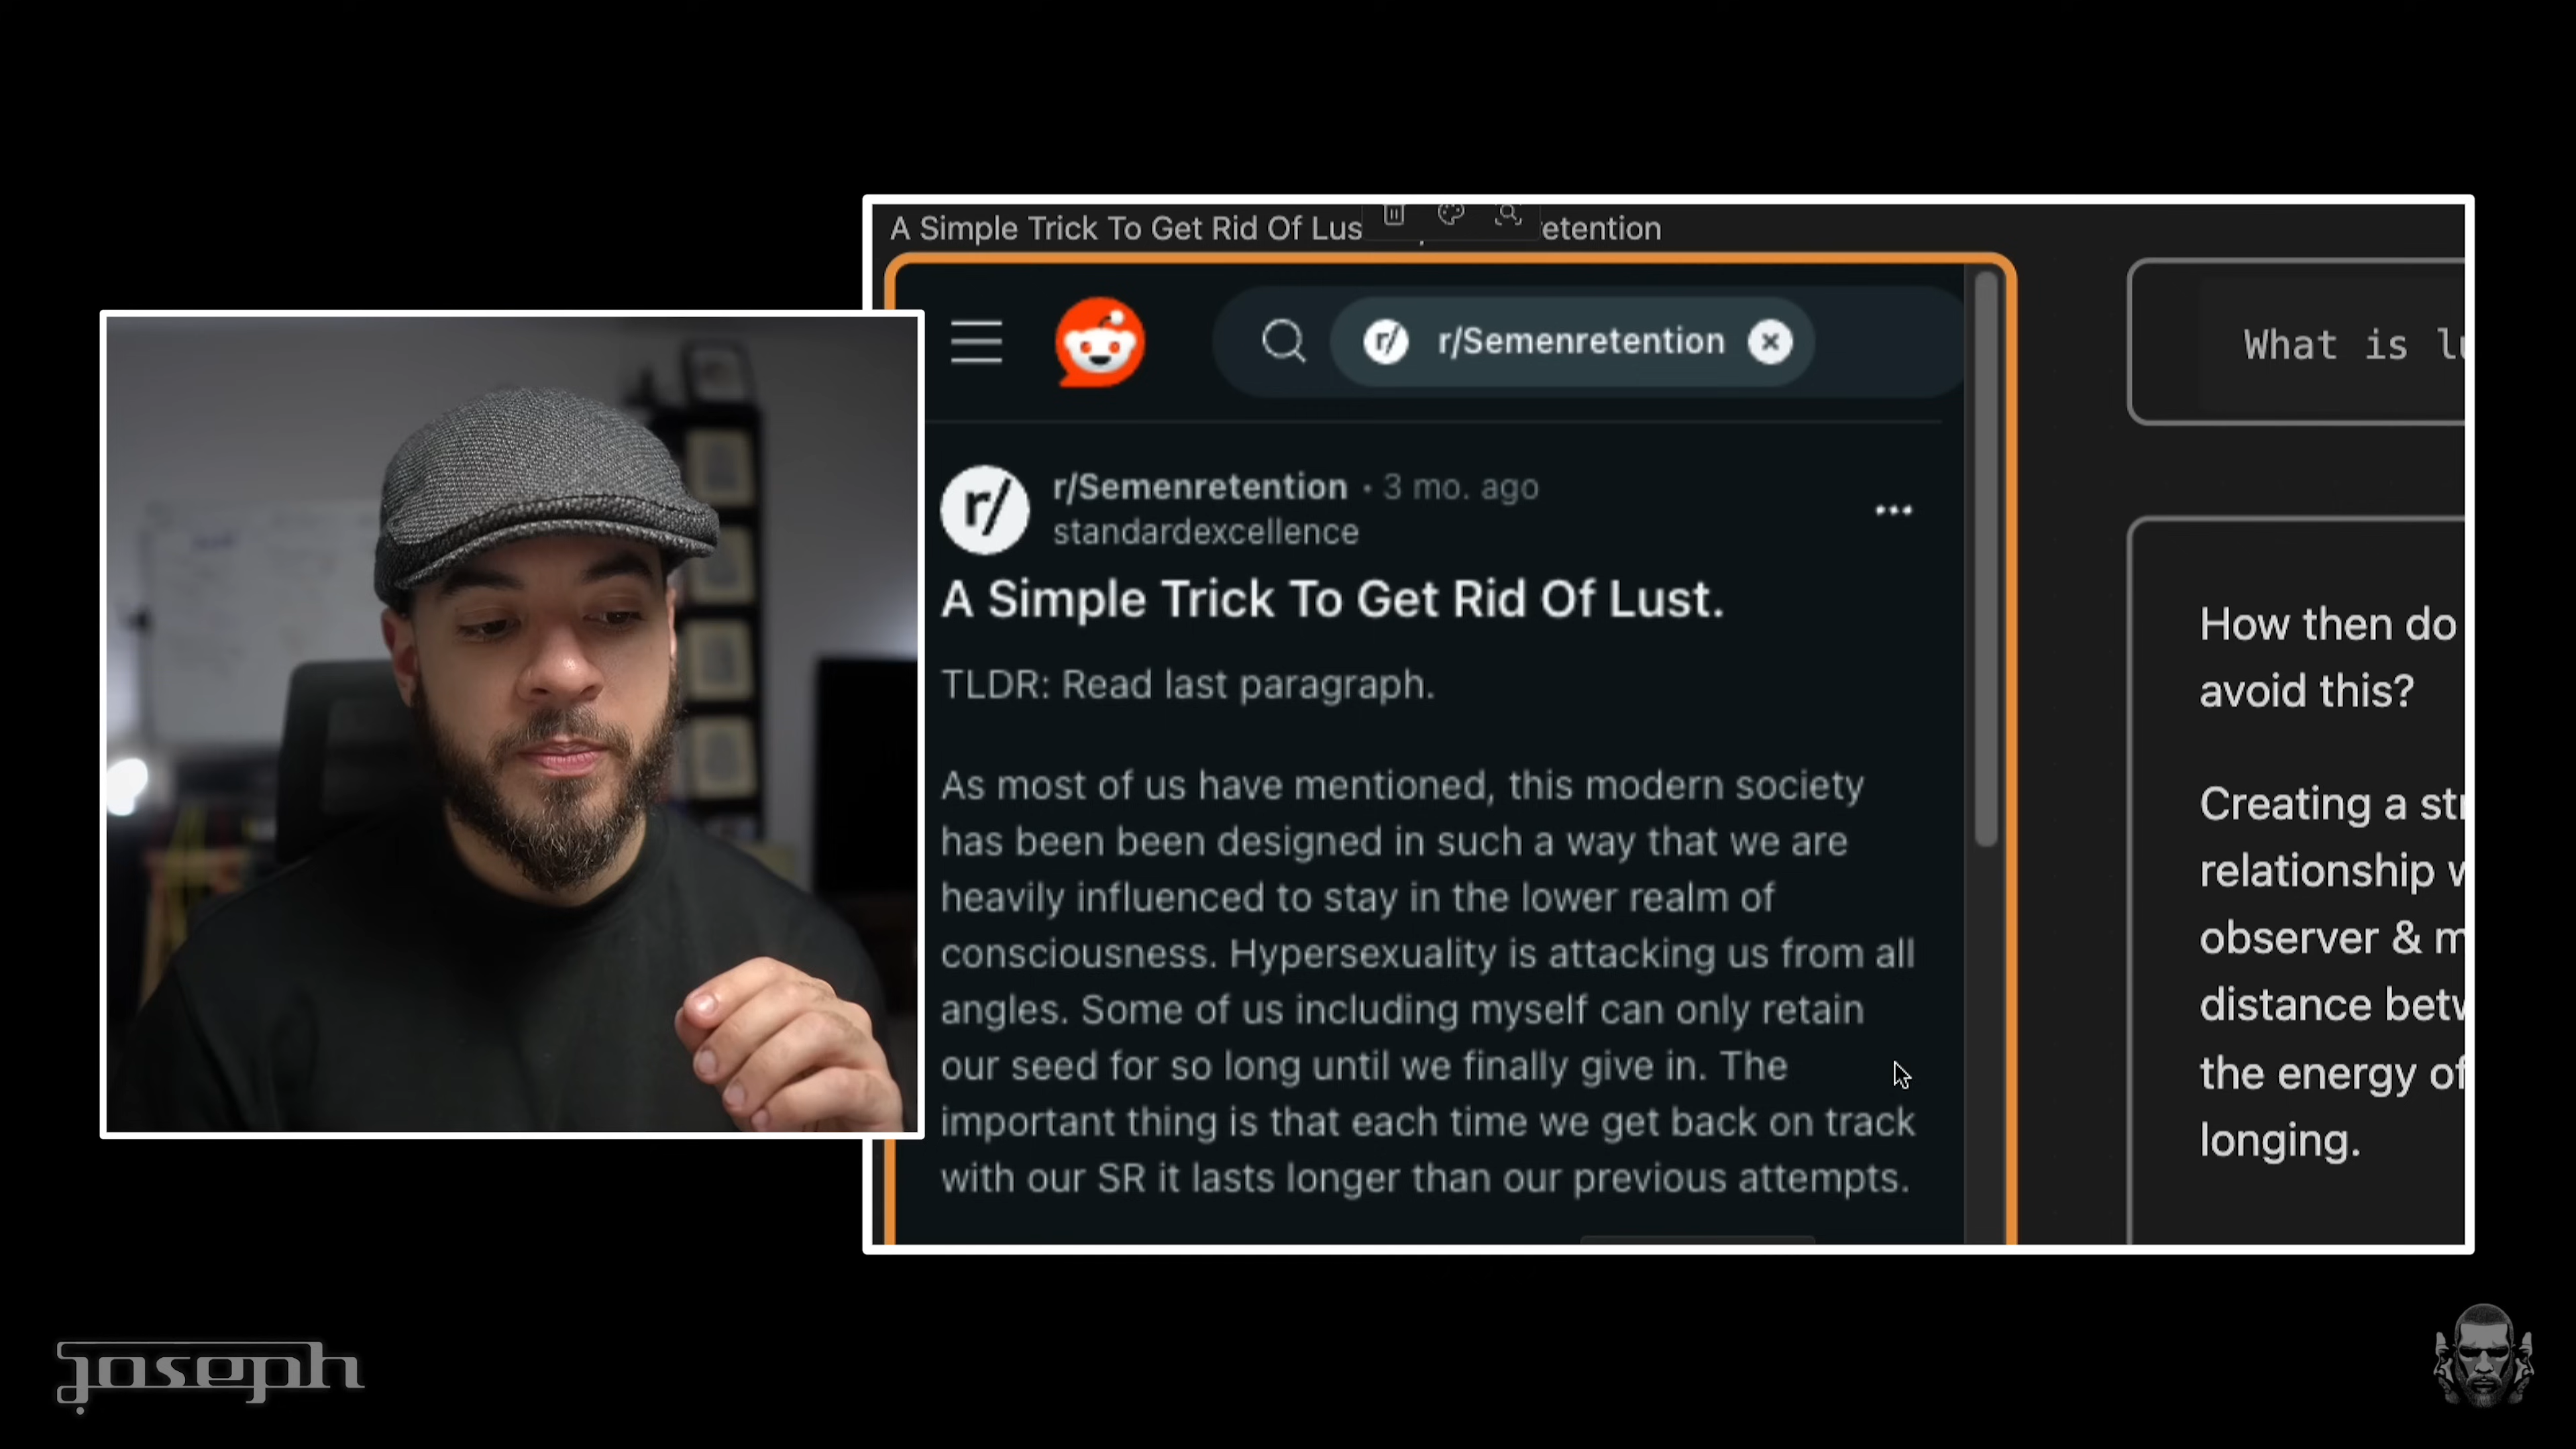 A Simple Trick To Get Rid Of Lus etention
r/Semenretention
What is lu
r/Semenretention • 3 mo. ago
standardexcellence
A Simple Trick To Get Rid Of Lust.
TLDR: Read last paragraph.
As most of us have mentioned, this modern society
has been been designed in such a way that we are
heavily influenced to stay in the lower realm of
consciousness. Hypersexuality is attacking us from all
angles. Some of us including myself can only retain
our seed for so long until we finally give in. The
important thing is that each time we get back on track
with our SR it lasts longer than our previous attempts.
How then do
avoid this?
Creating a str
relationship w
observer & m
distance betw
the energy of
longing.
joseph